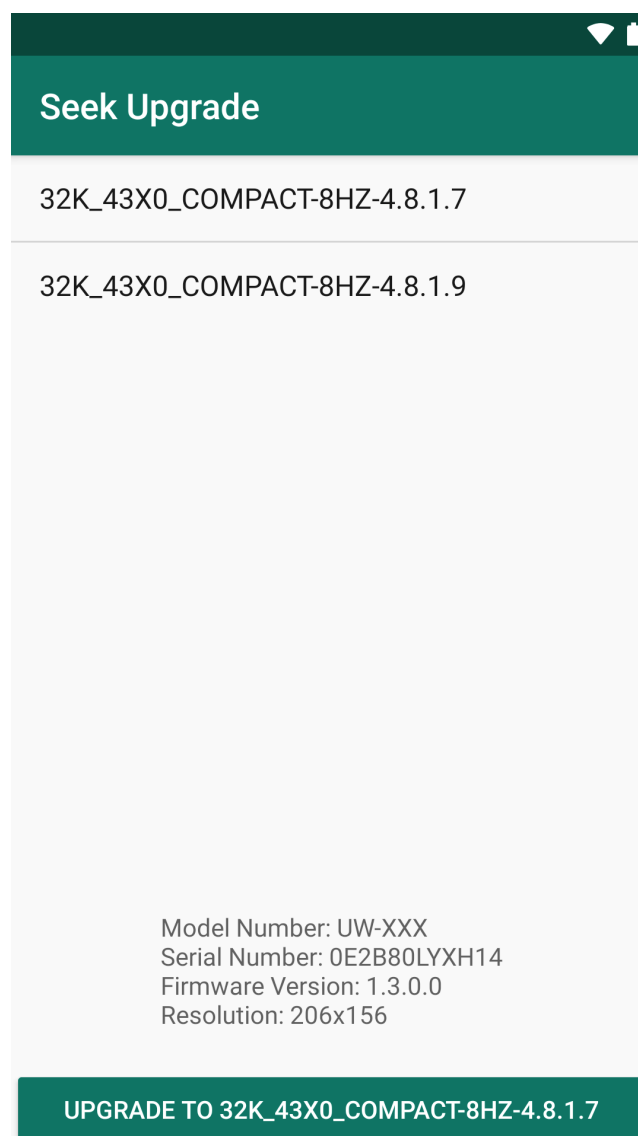 Seek Upgrade
32K_43X0_COMPACT-8HZ-4.8.1.7
32K_43X0_COMPACT-8HZ-4.8.1.9
Model Number: UW-XXX
Serial Number: 0E2B80LYXH14
Firmware Version: 1.3.0.0
Resolution: 206x156
UPGRADE TO 32K_43X0_COMPACT-8HZ-4.8.1.7